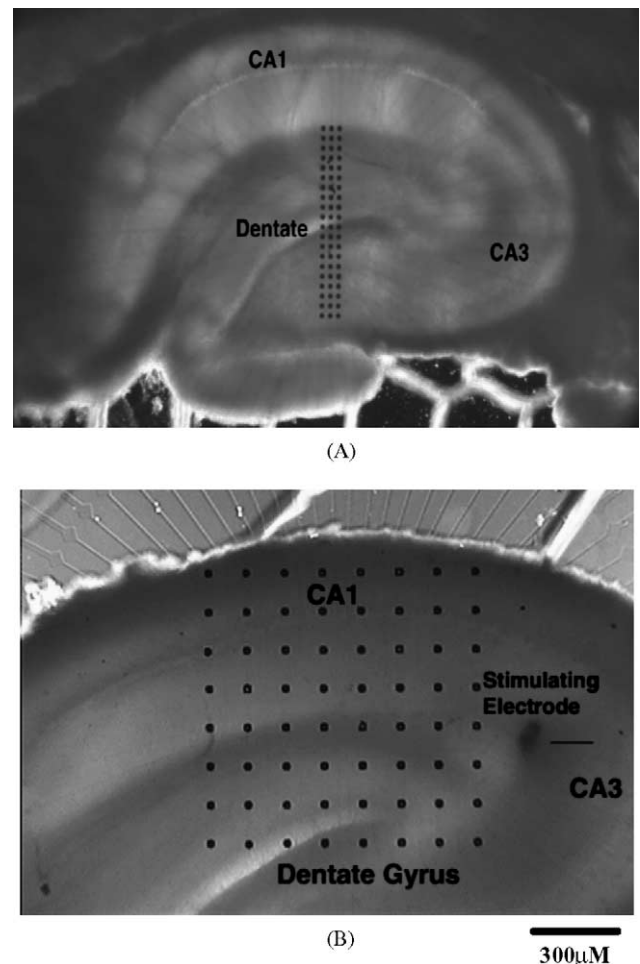 CA1
Dentate
CA3
(A)
CA1
Stimulating
Electrode
CA3
Dentate Gyrus
(B)
300µM